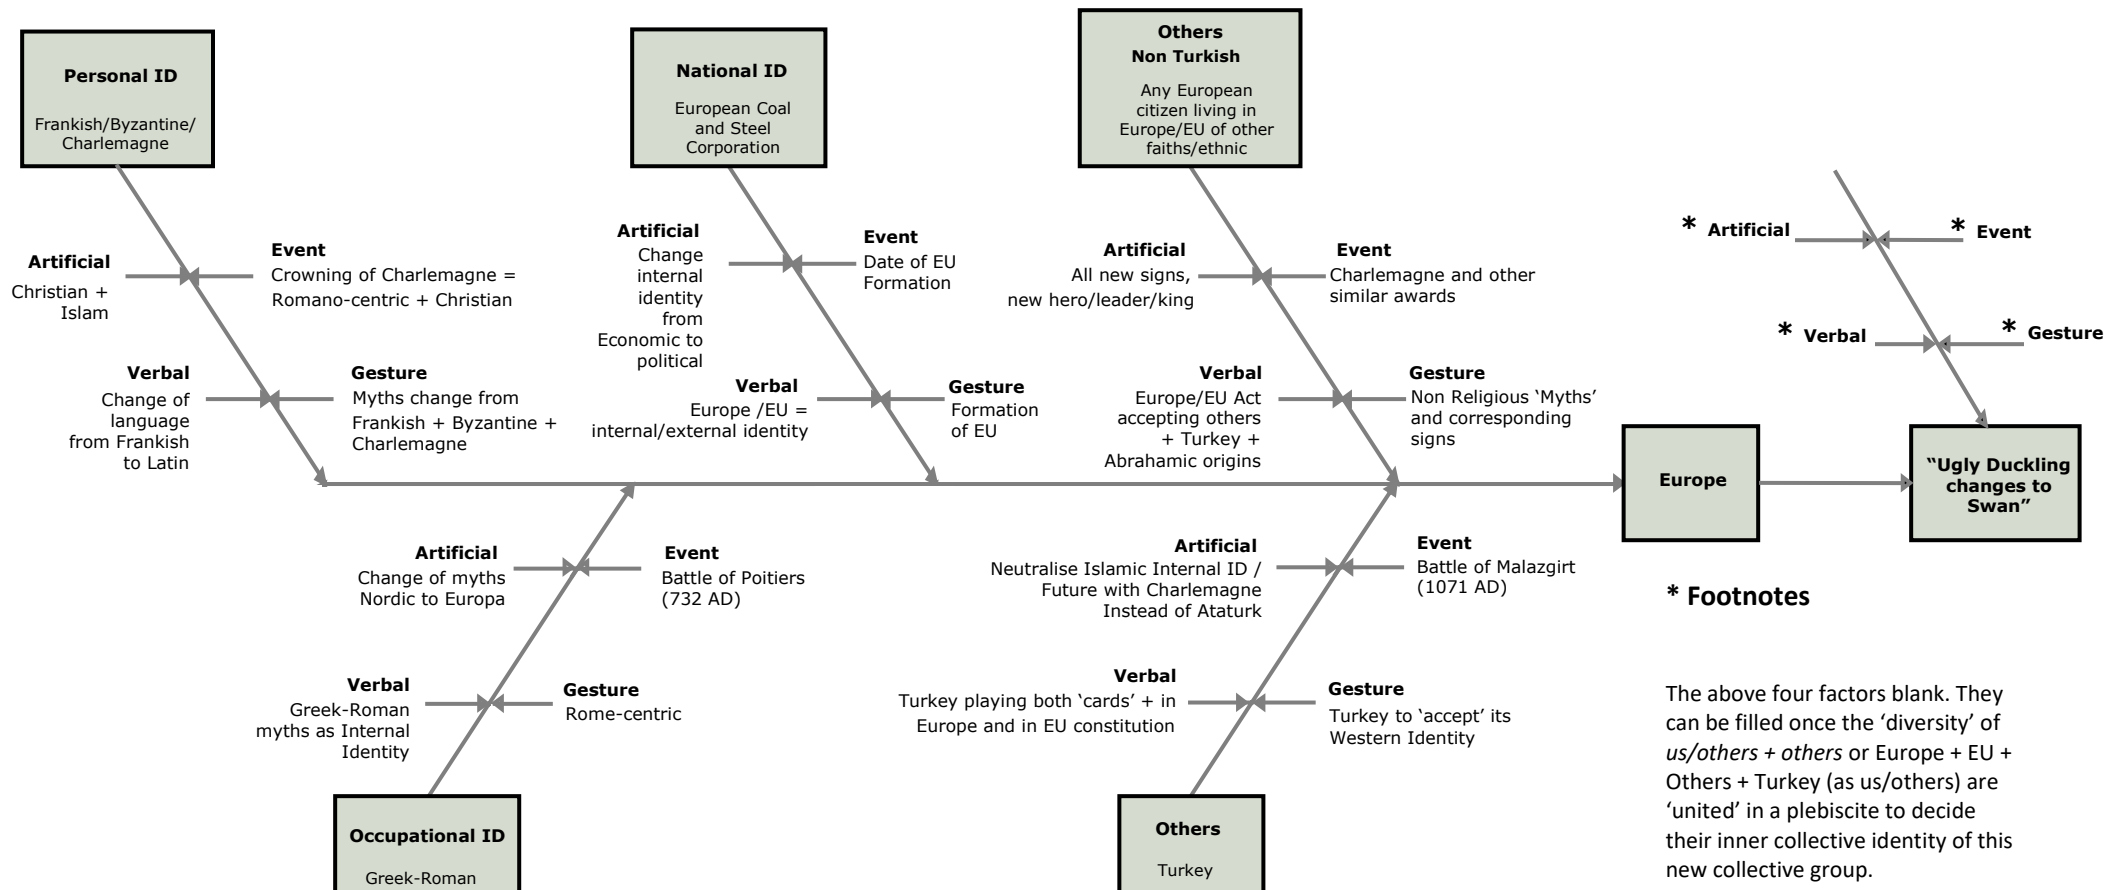 Personal ID
Frankish/Byzantine/
Charlemagne
National ID
European Coal
and Steel
Corporation
Others
Non Turkish
Any European
citizen living in
Europe/EU of other
faiths/ethnic
Artificial
Christian +
Islam
Event
Crowning of Charlemagne =
Romano-centric + Christian
Verbal
Change of
language
from Frankish
to Latin
Gesture
Myths change from
Frankish + Byzantine +
Charlemagne
Artificial
Change
internal
identity
from
Economic to
political
Event
Date of EU
Formation
Verbal
Europe /EU =
internal/external identity
Gesture
Formation
of EU
Artificial
All new signs,
new hero/leader/king
Event
Charlemagne and other
similar awards
Verbal
Europe/EU Act
accepting others
+ Turkey +
Abrahamic origins
Gesture
Non Religious ‘Myths’
and corresponding
signs
* Artificial
* Event
* Verbal
* Gesture
Europe
“Ugly Duckling
changes to
Swan”
Artificial
Change of myths
Nordic to Europa
Event
Battle of Poitiers
(732 AD)
Verbal
Greek-Roman
myths as Internal
Identity
Gesture
Rome-centric
Occupational ID
Greek-Roman
Artificial
Neutralise Islamic Internal ID /
Future with Charlemagne
Instead of Ataturk
Event
Battle of Malazgirt
(1071 AD)
Verbal
Turkey playing both ‘cards’ + in
Europe and in EU constitution
Gesture
Turkey to ‘accept’ its
Western Identity
Others
Turkey
* Footnotes
The above four factors blank. They
can be filled once the ‘diversity’ of
us/others + others or Europe + EU +
Others + Turkey (as us/others) are
‘united’ in a plebiscite to decide
their inner collective identity of this
new collective group.